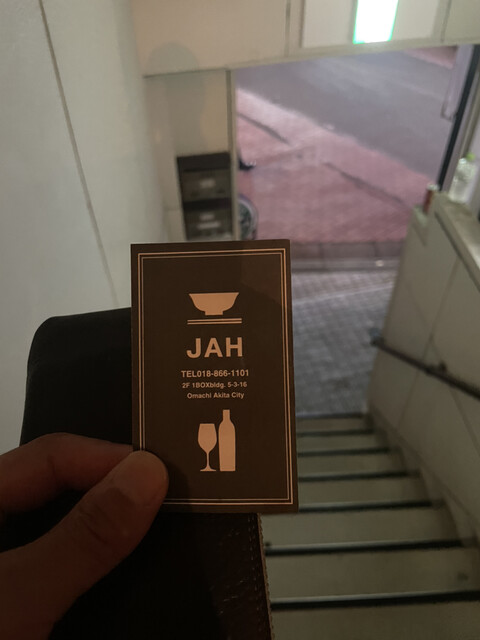 JAH
TEL018-866-1101
2F 1BOXbldg. 5-3-16
Omachi Akita City